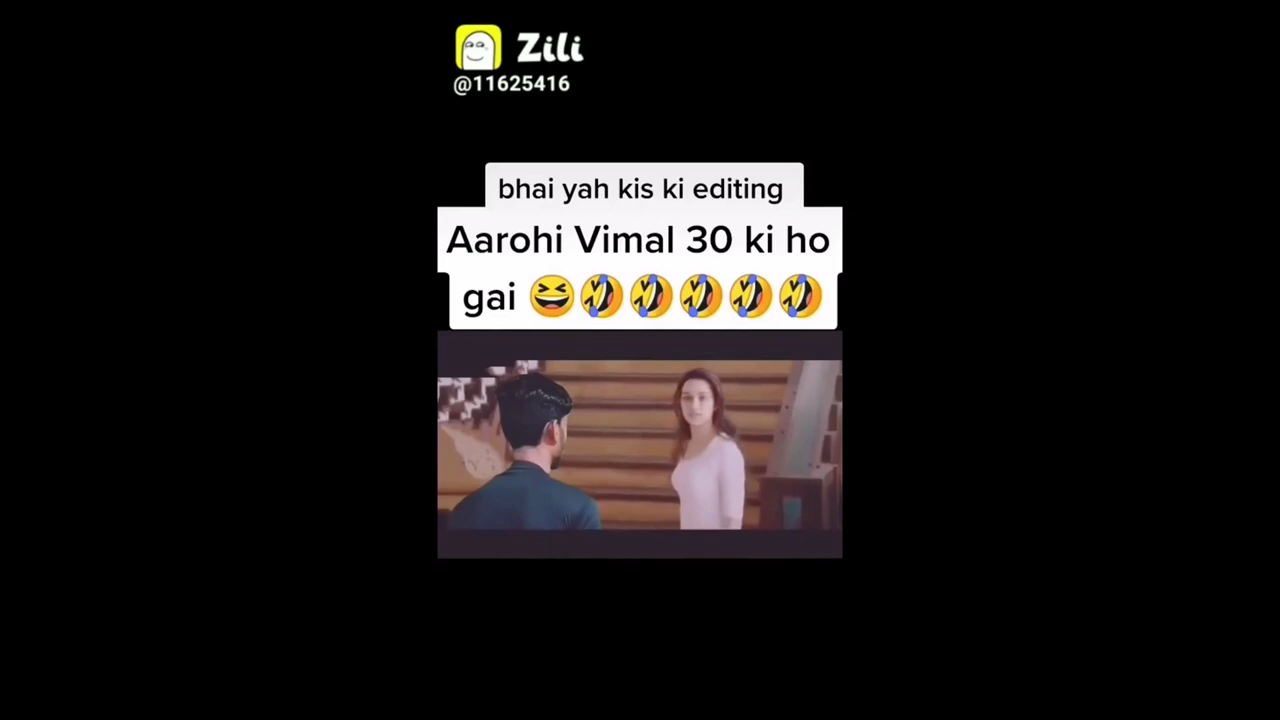 Zili
@11625416
bhai yah kis ki editing
Aarohi Vimal 30 ki ho
gai 😆🤣🤣🤣🤣🤣